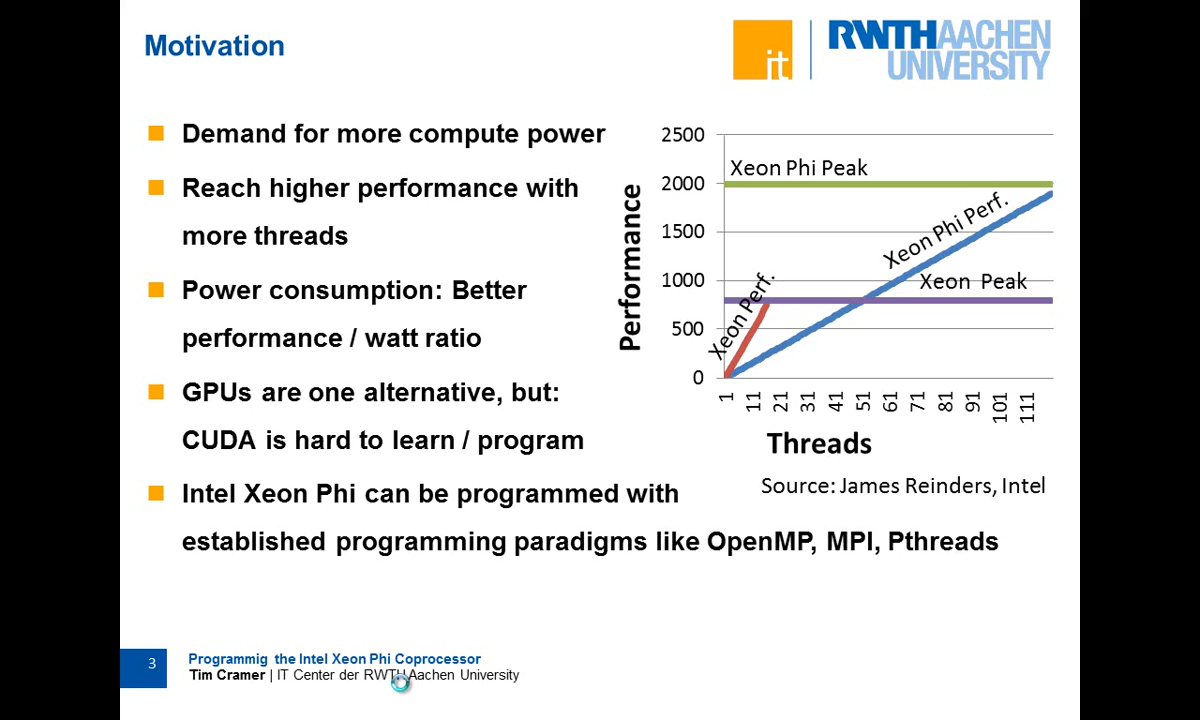 Motivation
it
RWTHAACHEN
UNIVERSITY
Demand for more compute power
Reach higher performance with
more threads
Power consumption: Better
performance / watt ratio
GPUs are one alternative, but:
CUDA is hard to learn / program
Intel Xeon Phi can be programmed with
established programming paradigms like OpenMP, MPI, Pthreads
Performance
2500
2000
1500
1000
500
0
Xeon Phi Peak
Xeon Phi Perf.
Xeon Peak
Xeon Perf.
1 11 21 31 41 51 61 71 81 91 101 111
Threads
Source: James Reinders, Intel
3
Programmig the Intel Xeon Phi Coprocessor
Tim Cramer | IT Center der RWTH Aachen University